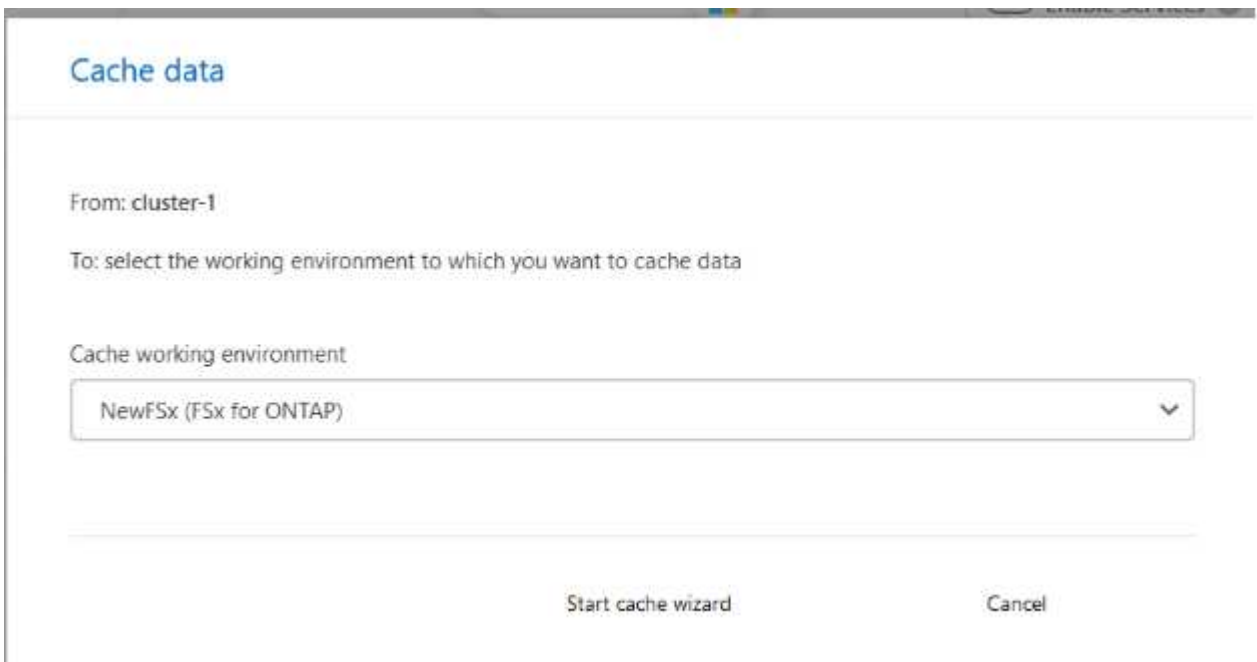 Cache data
From: cluster-1
To: select the working environment to which you want to cache data
Cache working environment
NewFSx (FSx for ONTAP)
Start cache wizard Cancel